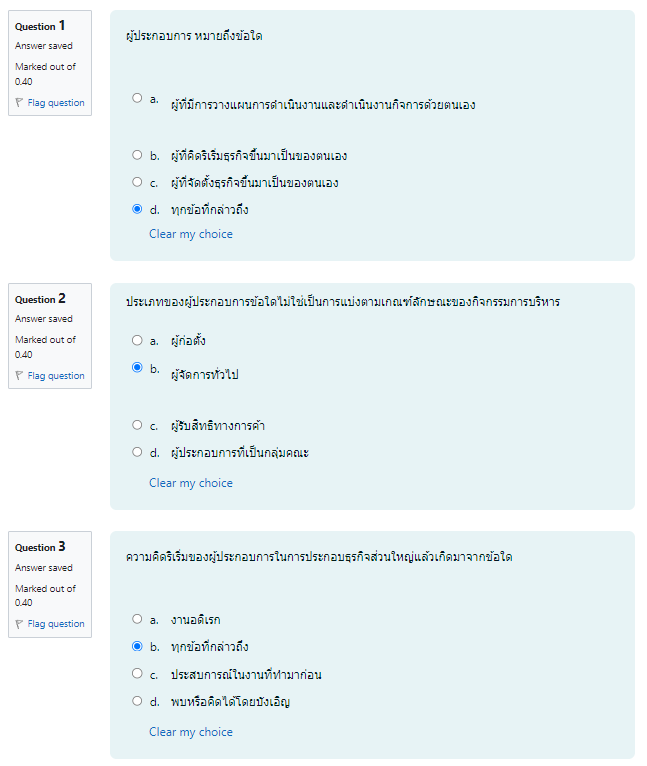 Question 1
Answer saved
Marked out of
0.40
Flag question
ผู้ประกอบการ หมายถึงข้อใด
a. ผู้ที่มีการวางแผนการดำเนินงานและดำเนินงานกิจการด้วยตนเอง
b. ผู้ที่คิดริเริ่มธุรกิจขึ้นมาเป็นของตนเอง
c. ผู้ที่จัดตั้งธุรกิจขึ้นมาเป็นของตนเอง
d. ทุกข้อที่กล่าวถึง
Clear my choice
Question 2
Answer saved
Marked out of
0.40
Flag question
ประเภทของผู้ประกอบการข้อใดไม่ใช่เป็นการแบ่งตามเกณฑ์ลักษณะของกิจกรรมการบริหาร
a. ผู้ก่อตั้ง
b. ผู้จัดการทั่วไป
c. ผู้รับสิทธิทางการค้า
d. ผู้ประกอบการที่เป็นกลุ่มคณะ
Clear my choice
Question 3
Answer saved
Marked out of
0.40
Flag question
ความคิดริเริ่มของผู้ประกอบการในการประกอบธุรกิจส่วนใหญ่แล้วเกิดมาจากข้อใด
a. งานอดิเรก
b. ทุกข้อที่กล่าวถึง
c. ประสบการณ์ในงานที่ทำมาก่อน
d. พบหรือคิดได้โดยบังเอิญ
Clear my choice